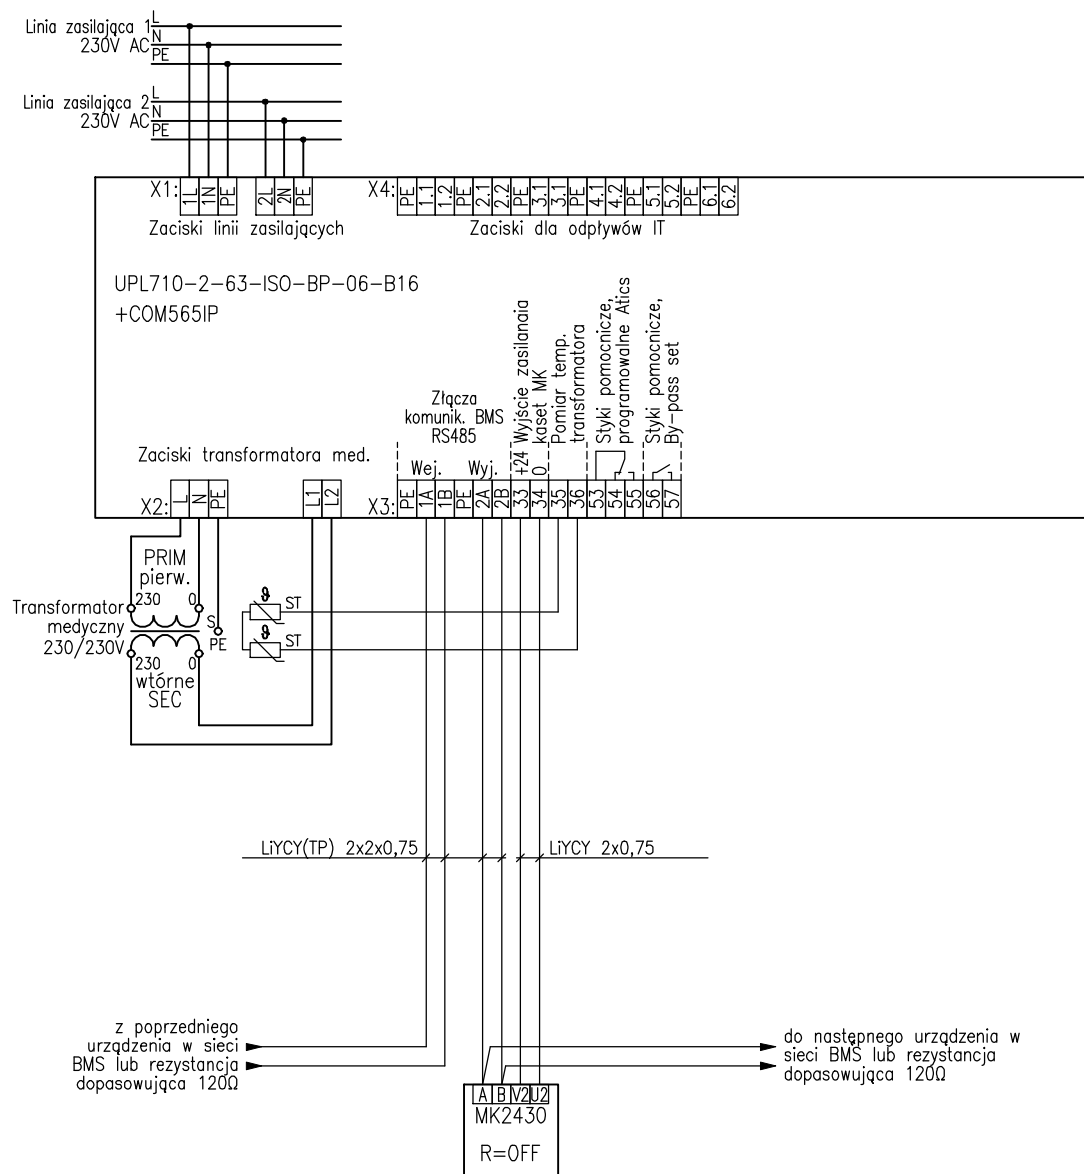 Linia zasilająca 1
230V AC
L
N
PE
Linia zasilająca 2
230V AC
L
N
PE
X1:
1L
1N
PE
2L
2N
PE
Zaciski linii zasilających
X4:
PE
1.1
1.2
PE
2.1
2.2
PE
3.1
3.1
PE
4.1
4.2
PE
5.1
5.2
PE
6.1
6.2
Zaciski dla odpływów IT
UPL710-2-63-ISO-BP-06-B16
+COM565IP
Złącza
komunik. BMS
RS485
Wej.
Wyj.
+24
0
Wyjście zasilanaia
kaset MK
Pomiar temp.
transformatora
Styki pomocnicze,
programowalne Atics
Styki pomocnicze,
By-pass set
Zaciski transformatora med.
X2:
L
N
PE
L1
L2
X3:
PE
1A
1B
PE
2A
2B
33
34
35
36
53
54
55
56
57
PRIM
pierw.
230
0
Transformator
medyczny
230/230V
S
PE
230
0
wtórne
SEC
ϑ
ST
ϑ
ST
LiYCY(TP) 2x2x0,75
LiYCY 2x0,75
z poprzedniego
urządzenia w sieci
BMS lub rezystancja
dopasowująca 120Ω
do następnego urządzenia w
sieci BMS lub rezystancja
dopasowująca 120Ω
A
B
V2
U2
MK2430
R=OFF